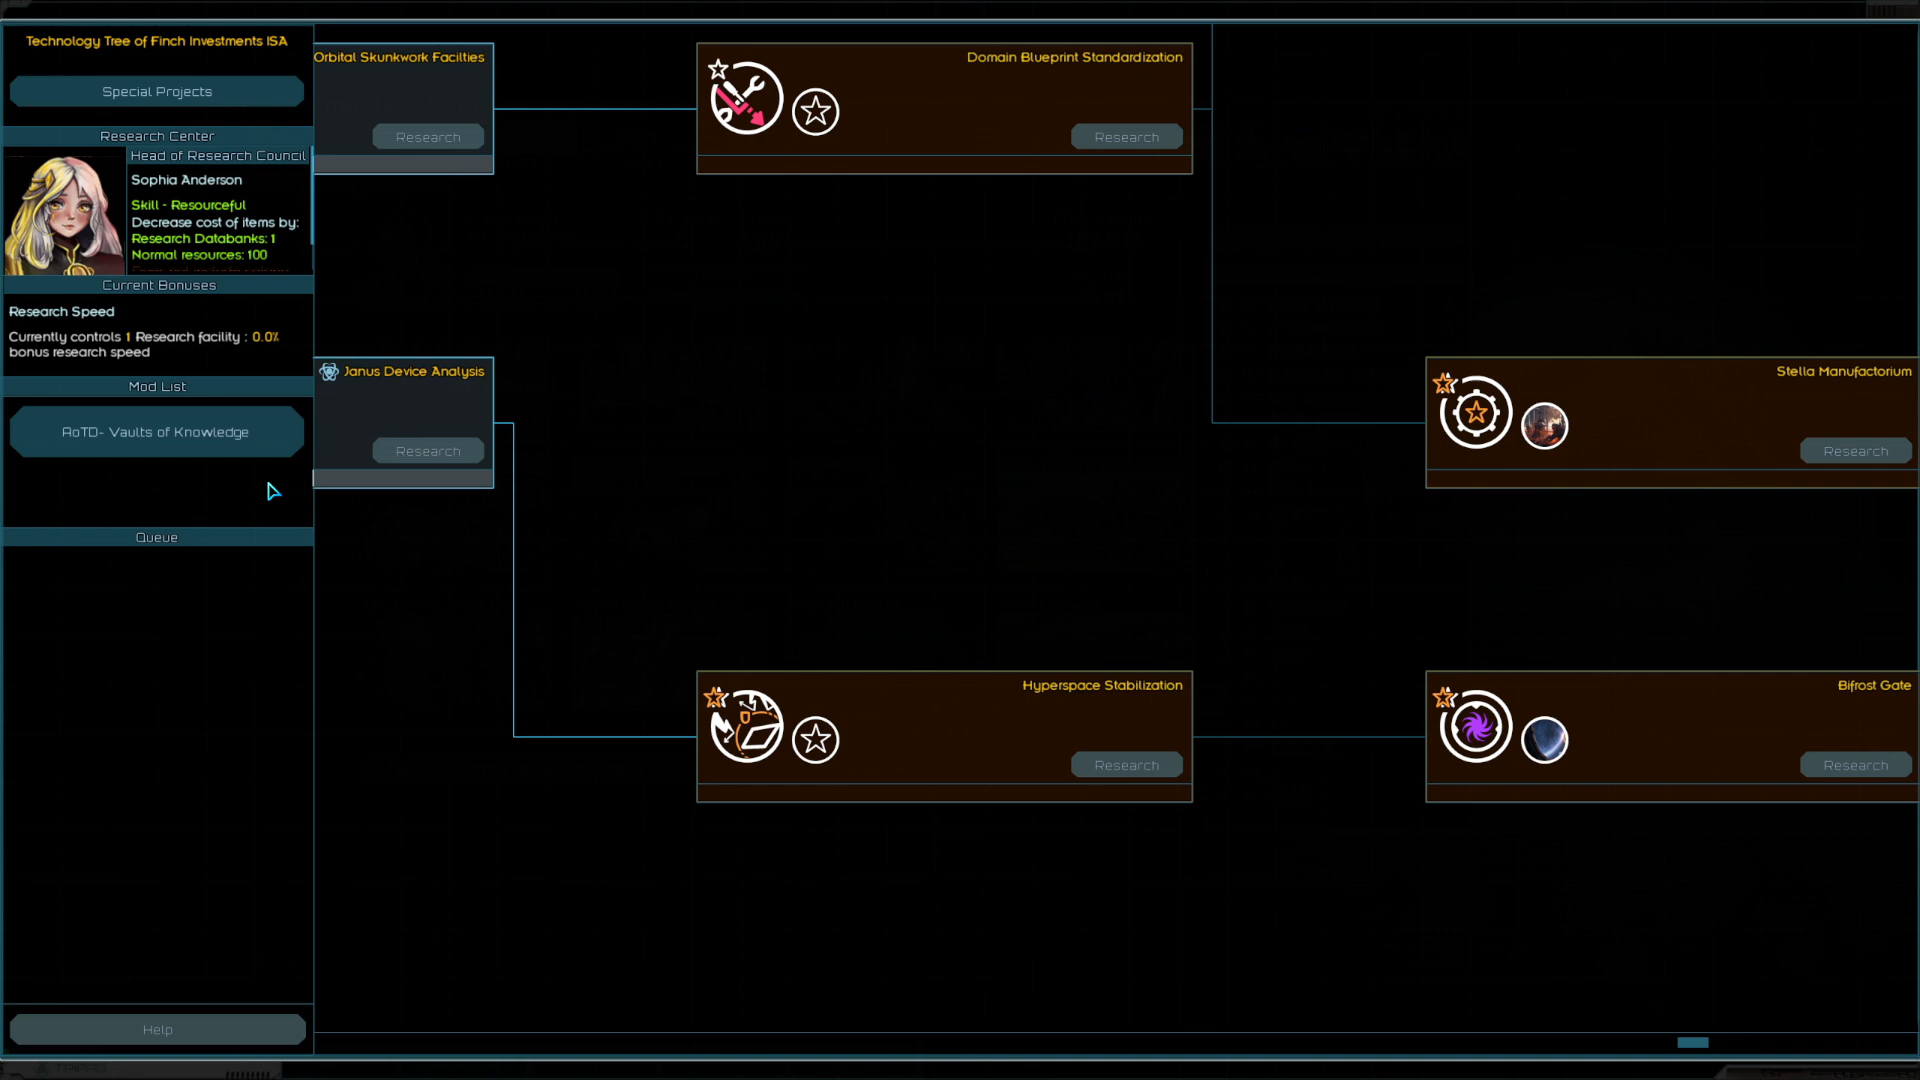 Technology Tree of Finch Investments ISA
Special Projects
Research Center
Head of Research Council
Sophia Anderson
Skill - Resourceful
Decrease cost of items by:
Research Databanks: 1
Normal resources: 100
Current Bonuses
Research Speed
Currently controls 1 Research facility : 0.0%
bonus research speed
Mod List
AoTD- Vaults of Knowledge
Queue
Help
Orbital Skunkwork Facilties
Research
Domain Blueprint Standardization
Research
Janus Device Analysis
Research
Stella Manufactorium
Research
Hyperspace Stabilization
Research
Bifrost Gate
Research